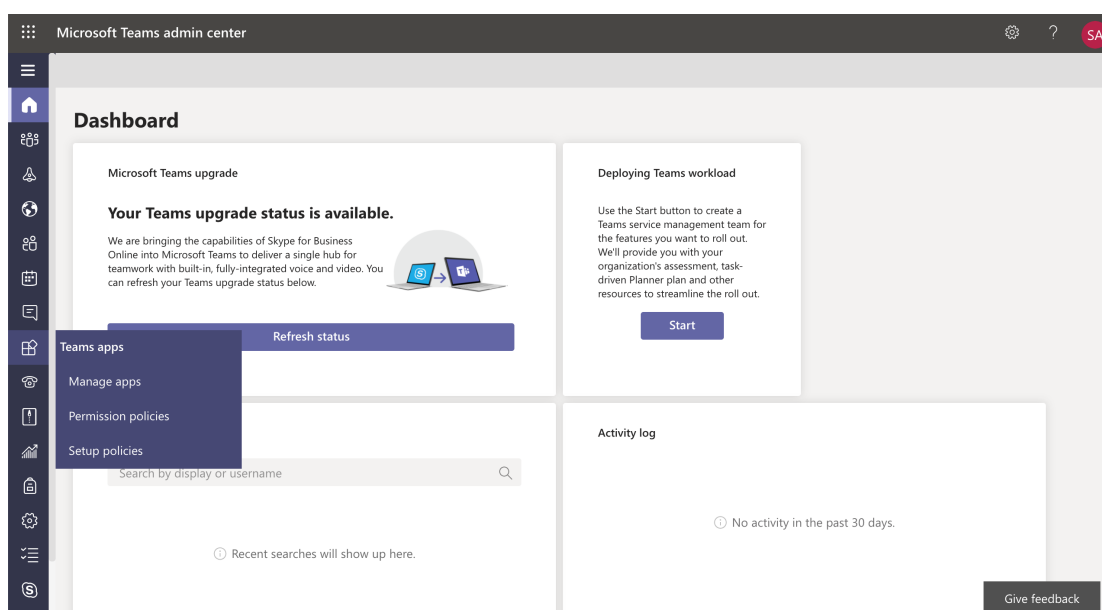 Microsoft Teams admin center
?
SA
Dashboard
Microsoft Teams upgrade
Your Teams upgrade status is available.
We are bringing the capabilities of Skype for Business
Online into Microsoft Teams to deliver a single hub for
teamwork with built-in, fully-integrated voice and video. You
can refresh your Teams upgrade status below.
Refresh status
Deploying Teams workload
Use the Start button to create a
Teams service management team for
the features you want to roll out.
We'll provide you with your
organization's assessment, task-
driven Planner plan and other
resources to streamline the roll out.
Start
Teams apps
Manage apps
Permission policies
Setup policies
Search by display or username
Recent searches will show up here.
Activity log
No activity in the past 30 days.
Give feedback